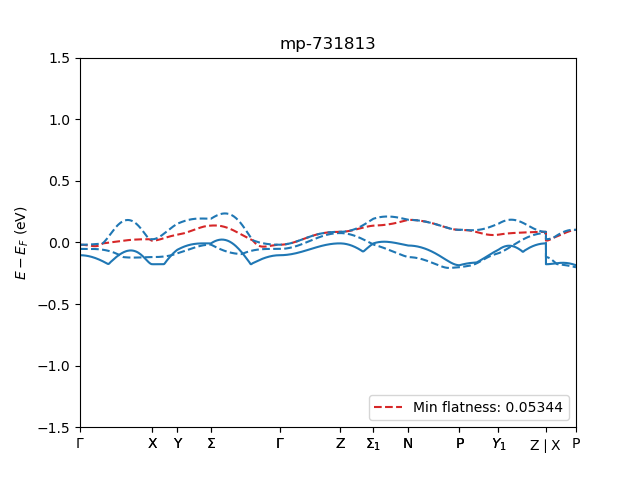 mp-731813
1.5
1.0
0.5
0.0
−0.5
−1.0
−1.5
E − E_F (eV)
Min flatness: 0.05344
Γ X Y Σ Γ Z Σ₁ N P Y₁ Z | X P